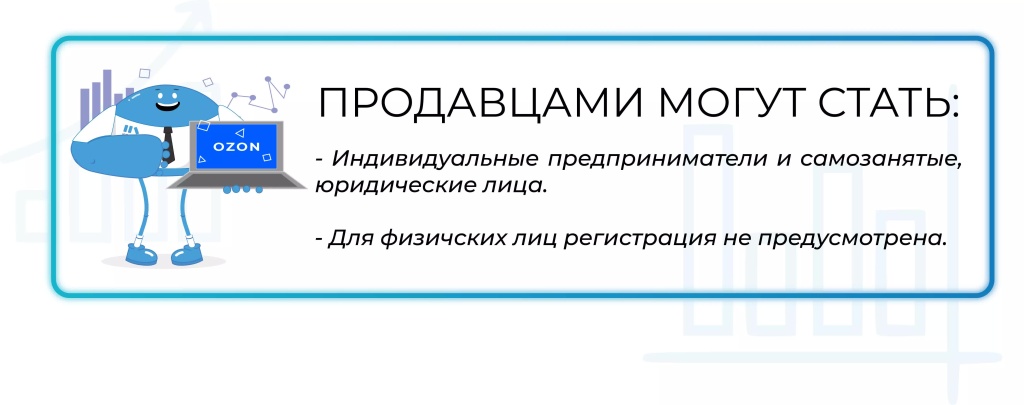 ПРОДАВЦАМИ МОГУТ СТАТЬ:
OZON
- Индивидуальные предприниматели и самозанятые,
юридические лица.
- Для физичских лиц регистрация не предусмотрена.